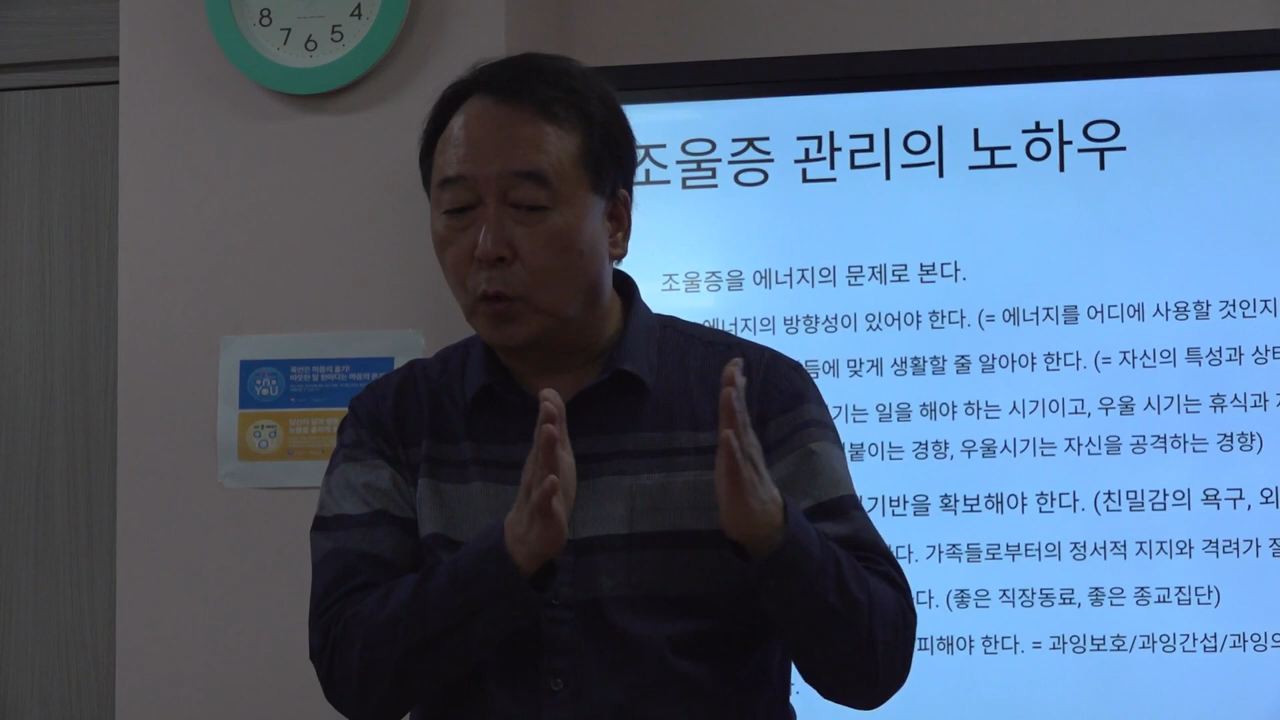 8 7 6 5 4
조울증 관리의 노하우
조울증을 에너지의 문제로 본다.
에너지의 방향성이 있어야 한다. (= 에너지를 어디에 사용할 것인지
등에 맞게 생활할 줄 알아야 한다. (= 자신의 특성과
기는 일을 해야 하는 시기이고, 우울 시기는 휴식과
붙이는 경향, 우울시기는 자신을 공격하는 경향)
기반을 확보해야 한다. (친밀감의 욕구, 외
다. 가족들로부터의 정서적 지지와 격려가
다. (좋은 직장동료, 좋은 종교집단)
피해야 한다. = 과잉보호/과잉간섭/과잉의
YOU